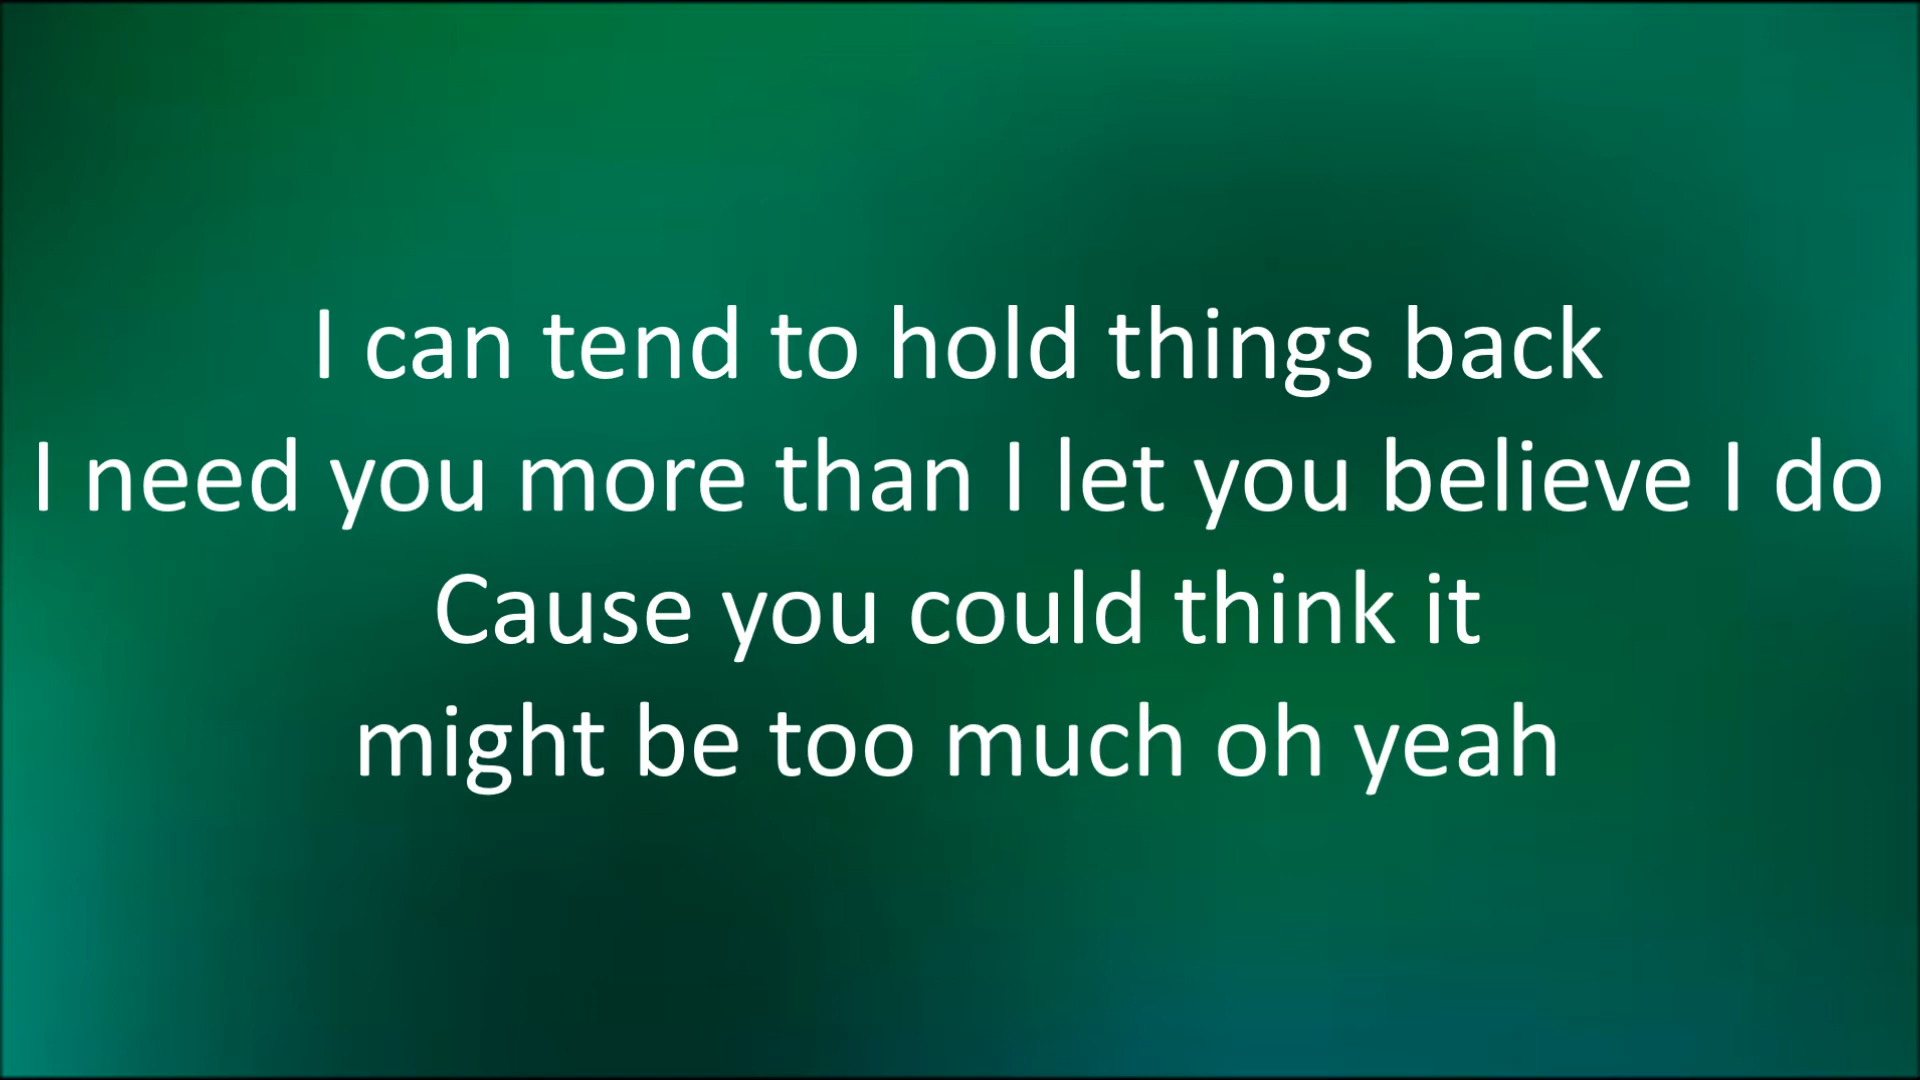 I can tend to hold things back
I need you more than I let you believe I do
Cause you could think it
might be too much oh yeah